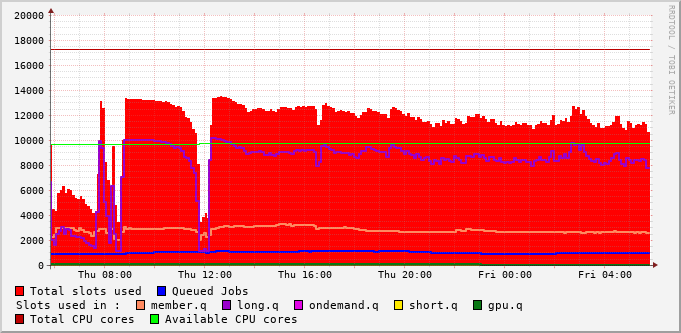 RRDTOOL / TOBI OETIKER
20000
18000
16000
14000
12000
10000
8000
6000
4000
2000
0
Thu 08:00 Thu 12:00 Thu 16:00 Thu 20:00 Fri 00:00 Fri 04:00
Total slots used Queued Jobs
Slots used in : member.q long.q ondemand.q short.q gpu.q
Total CPU cores Available CPU cores